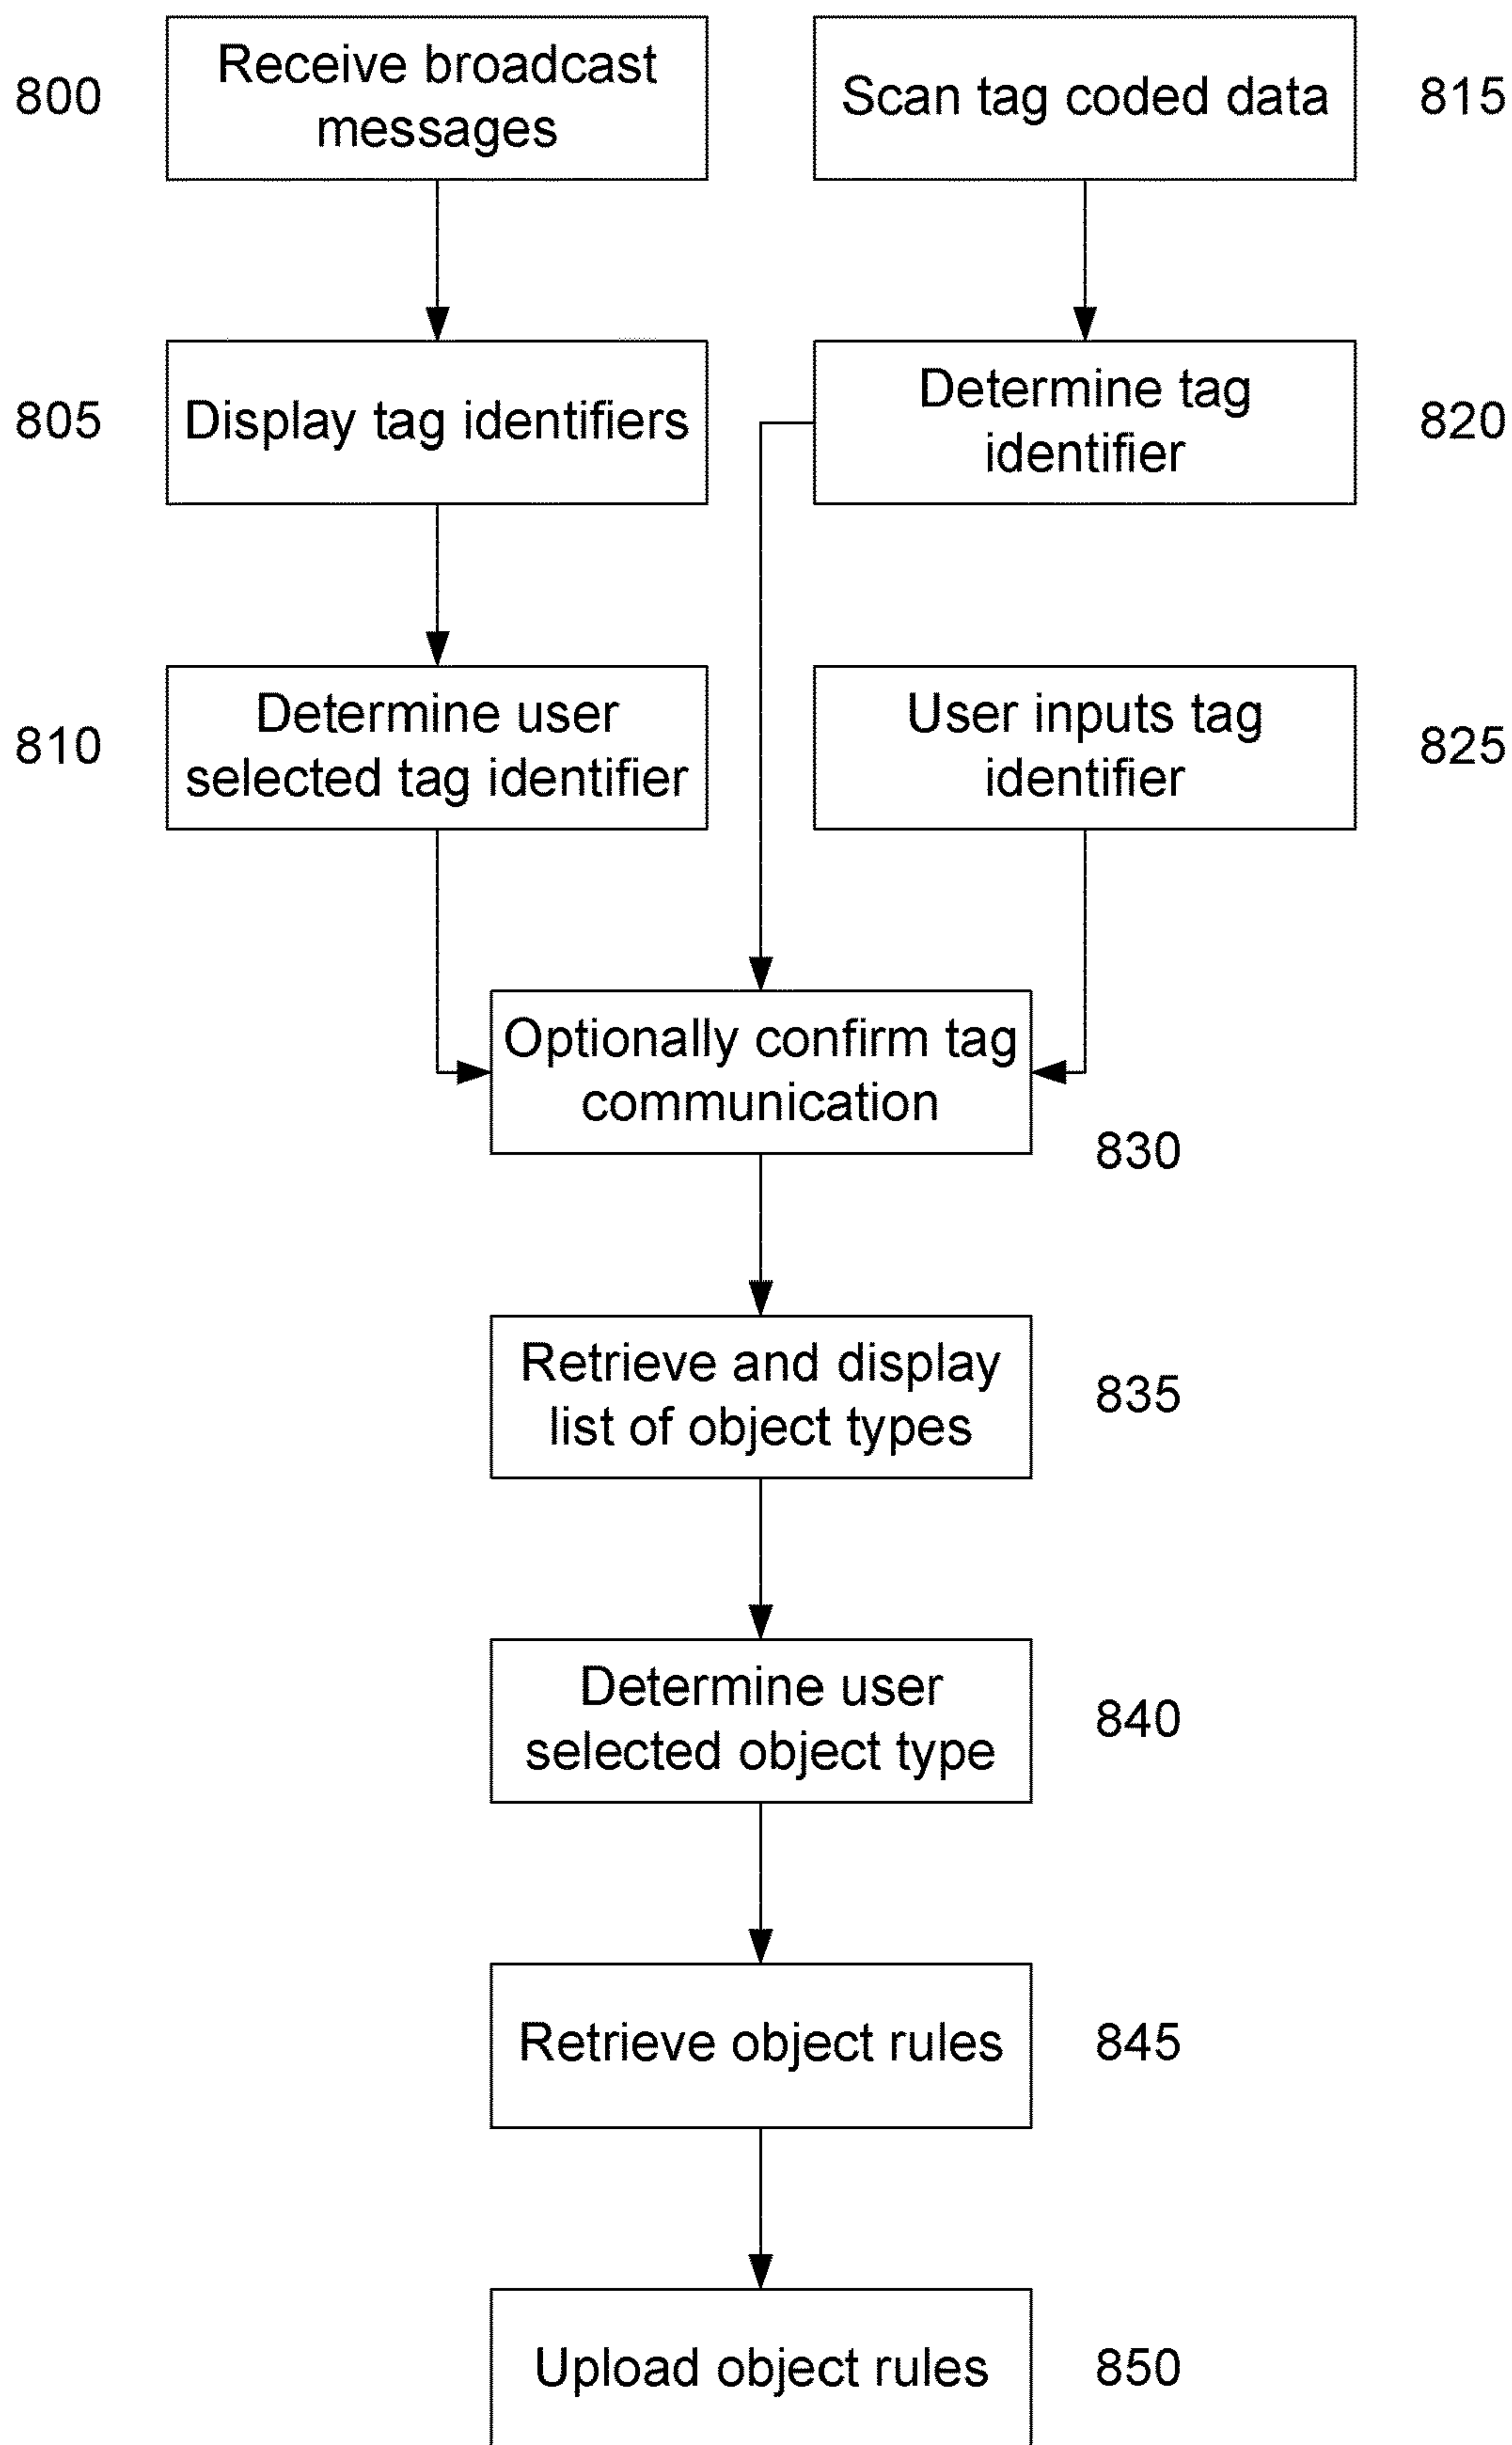 800
Receive broadcast
messages
Scan tag coded data
815
805
Display tag identifiers
Determine tag
identifier
820
810
Determine user
selected tag identifier
User inputs tag
identifier
825
Optionally confirm tag
communication
830
Retrieve and display
list of object types
835
Determine user
selected object type
840
Retrieve object rules
845
Upload object rules
850